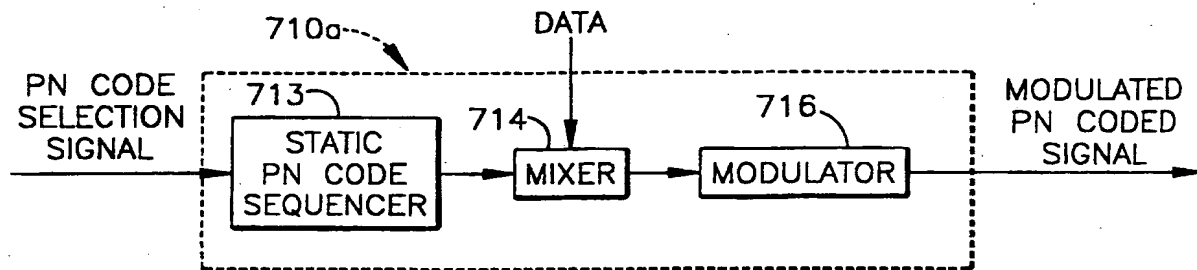 710a
DATA
PN CODE
SELECTION
SIGNAL
713
STATIC
PN CODE
SEQUENCER
714
MIXER
716
MODULATOR
MODULATED
PN CODED
SIGNAL